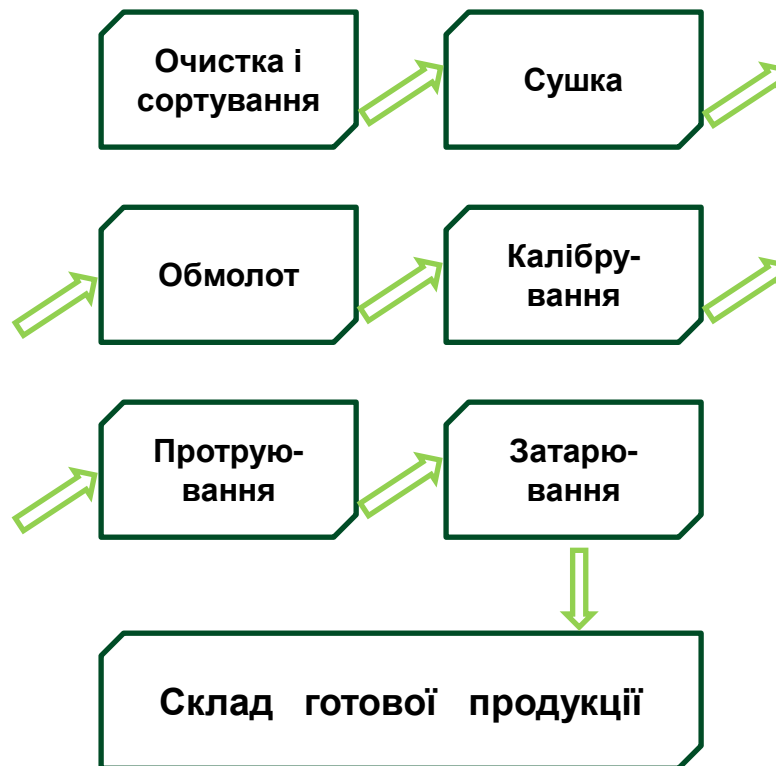 Очистка і
сортування
Сушка
Обмолот
Калібру-
вання
Протрую-
вання
Затарю-
вання
Склад готової продукції